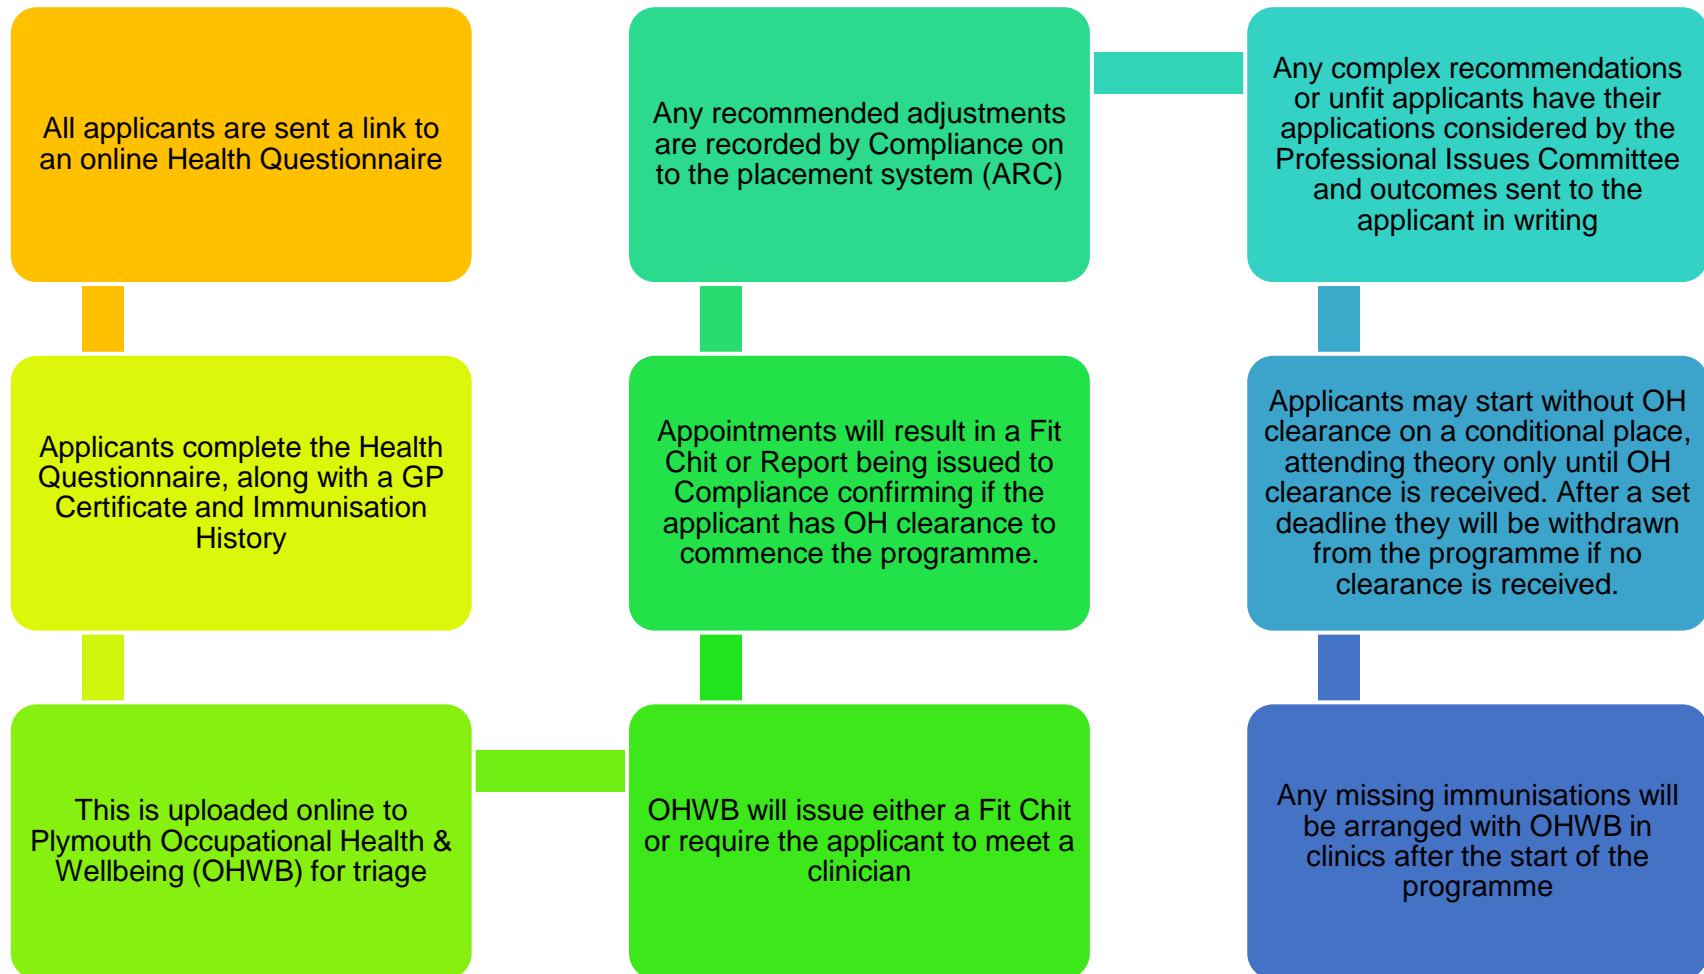 All applicants are sent a link to
an online Health Questionnaire
Applicants complete the Health
Questionnaire, along with a GP
Certificate and Immunisation
History
This is uploaded online to
Plymouth Occupational Health &
Wellbeing (OHWB) for triage
OHWB will issue either a Fit Chit
or require the applicant to meet a
clinician
Appointments will result in a Fit
Chit or Report being issued to
Compliance confirming if the
applicant has OH clearance to
commence the programme.
Any recommended adjustments
are recorded by Compliance on
to the placement system (ARC)
Any complex recommendations
or unfit applicants have their
applications considered by the
Professional Issues Committee
and outcomes sent to the
applicant in writing
Applicants may start without OH
clearance on a conditional place,
attending theory only until OH
clearance is received. After a set
deadline they will be withdrawn
from the programme if no
clearance is received.
Any missing immunisations will
be arranged with OHWB in
clinics after the start of the
programme